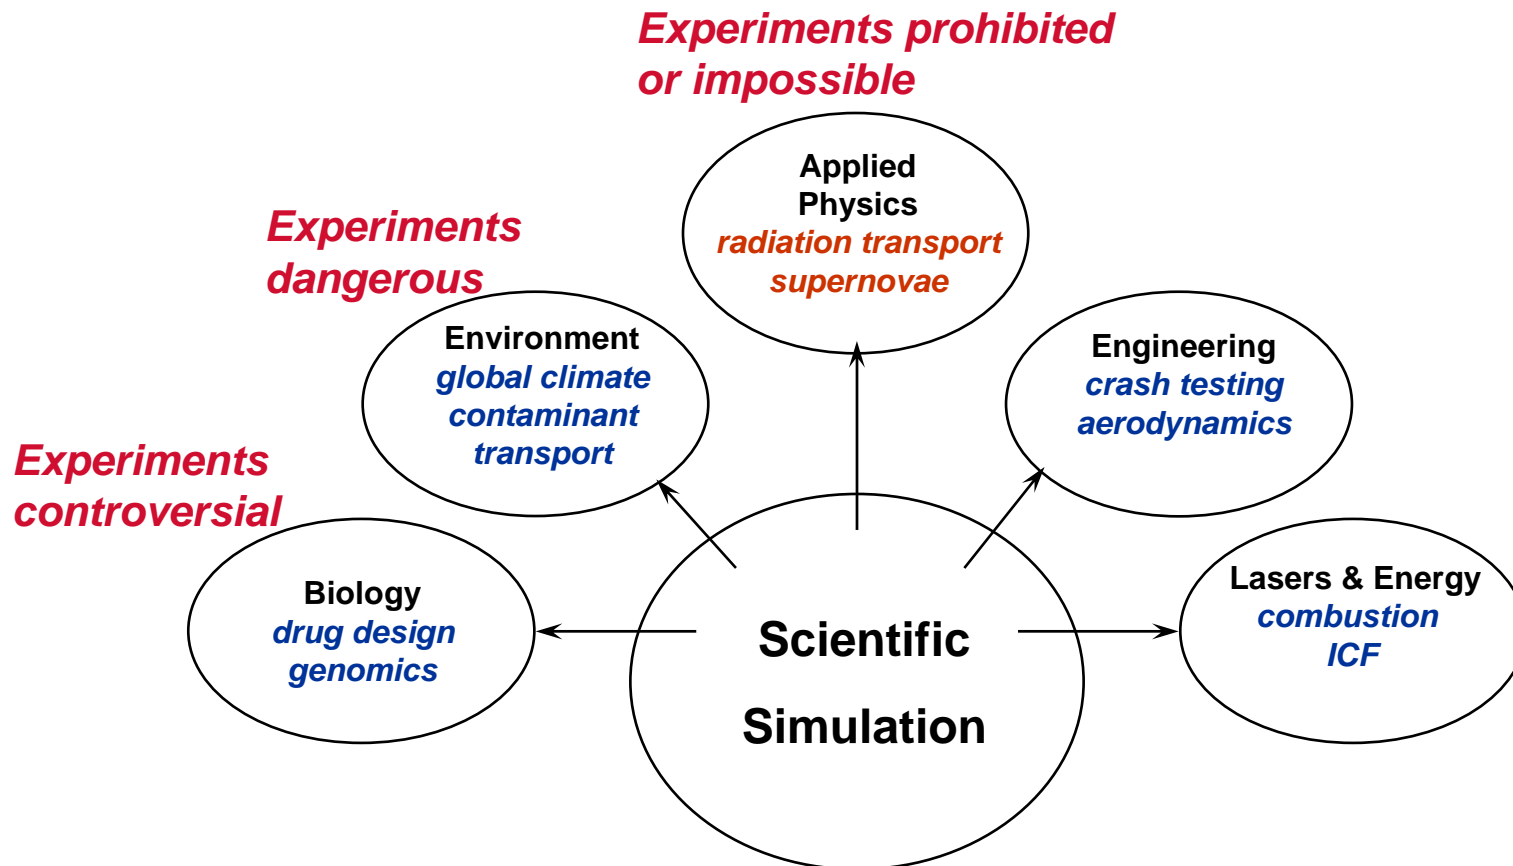 Experiments prohibited
or impossible
Applied
Physics
radiation transport
supernovae
Experiments
dangerous
Environment
global climate
contaminant
transport
Engineering
crash testing
aerodynamics
Experiments
controversial
Biology
drug design
genomics
Lasers & Energy
combustion
ICF
Scientific
Simulation